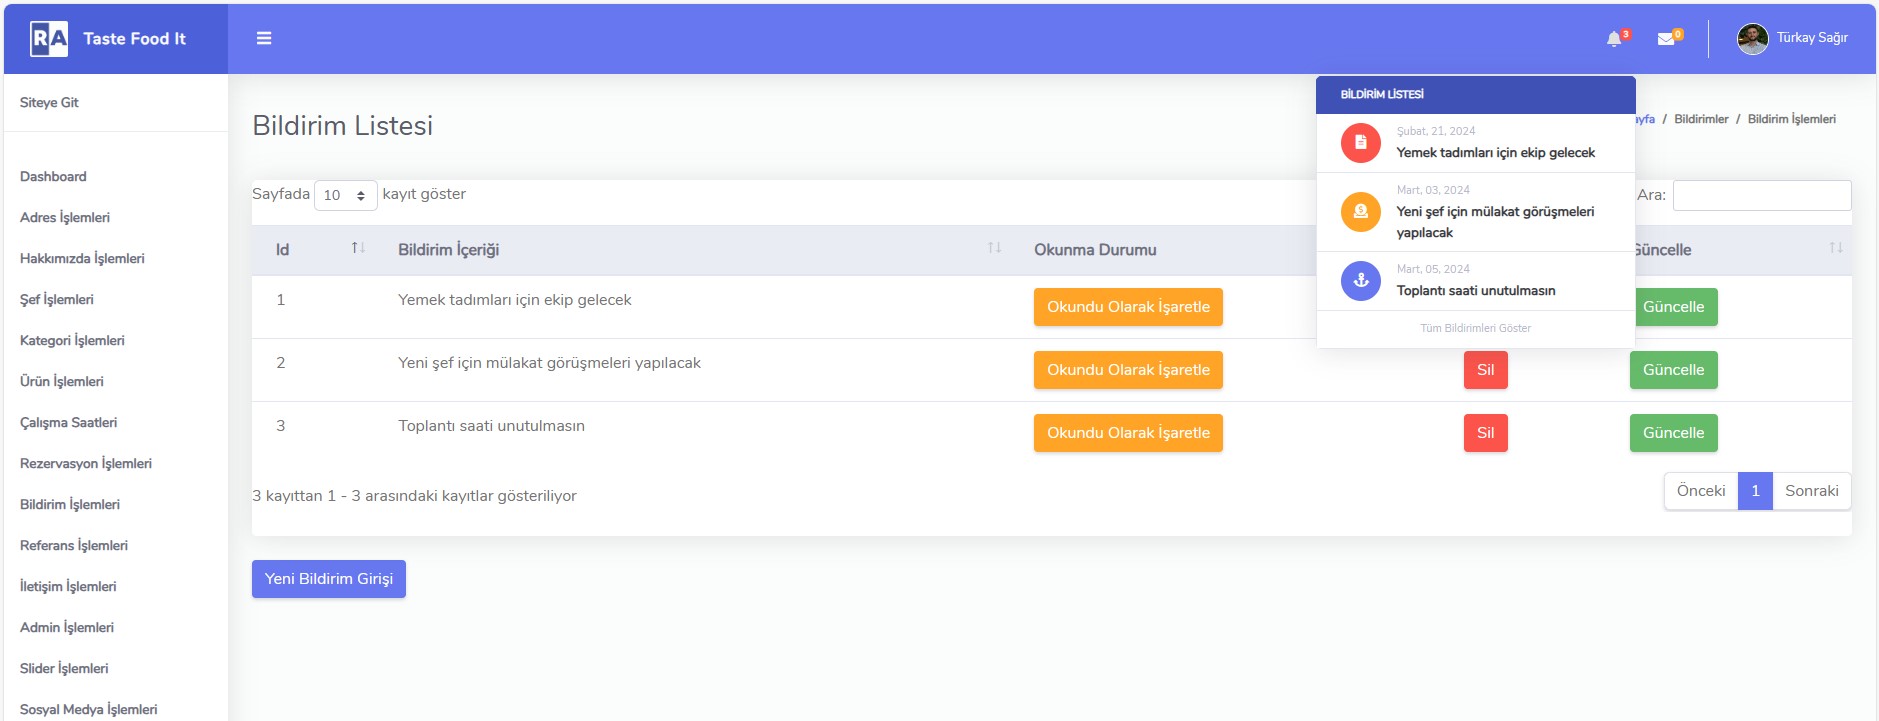 RA Taste Food It
3
0
Türkay Sağır
Siteye Git
Dashboard
Adres İşlemleri
Hakkımızda İşlemleri
Şef İşlemleri
Kategori İşlemleri
Ürün İşlemleri
Çalışma Saatleri
Rezervasyon İşlemleri
Bildirim İşlemleri
Referans İşlemleri
İletişim İşlemleri
Admin İşlemleri
Slider İşlemleri
Sosyal Medya İşlemleri
Bildirim Listesi
/ Bildirimler / Bildirim İşlemleri
BİLDİRİM LİSTESİ
Şubat, 21, 2024
Yemek tadımları için ekip gelecek
Mart, 03, 2024
Yeni şef için mülakat görüşmeleri
yapılacak
Mart, 05, 2024
Toplantı saati unutulmasın
Tüm Bildirimleri Göster
Sayfada 10 kayıt göster
Ara:
Id Bildirim İçeriği Okunma Durumu Güncelle
1 Yemek tadımları için ekip gelecek Okundu Olarak İşaretle Güncelle
2 Yeni şef için mülakat görüşmeleri yapılacak Okundu Olarak İşaretle Sil Güncelle
3 Toplantı saati unutulmasın Okundu Olarak İşaretle Sil Güncelle
3 kayıttan 1 - 3 arasındaki kayıtlar gösteriliyor
Önceki 1 Sonraki
Yeni Bildirim Girişi